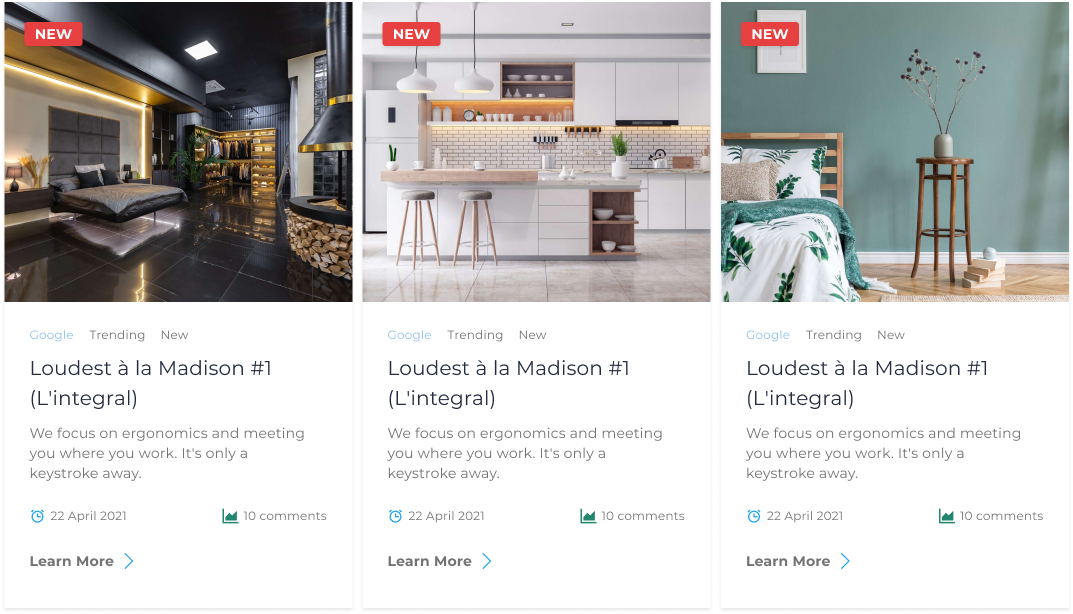 NEW
Google Trending New
Loudest à la Madison #1
(L'integral)
We focus on ergonomics and meeting
you where you work. It's only a
keystroke away.
22 April 2021 10 comments
Learn More
NEW
Google Trending New
Loudest à la Madison #1
(L'integral)
We focus on ergonomics and meeting
you where you work. It's only a
keystroke away.
22 April 2021 10 comments
Learn More
NEW
Google Trending New
Loudest à la Madison #1
(L'integral)
We focus on ergonomics and meeting
you where you work. It's only a
keystroke away.
22 April 2021 10 comments
Learn More